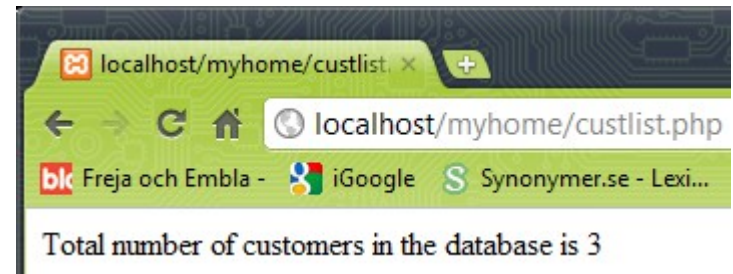 localhost/myhome/custlist.
localhost/myhome/custlist.php
blo Freja och Embla - iGoogle Synonymer.se - Lexi...
Total number of customers in the database is 3